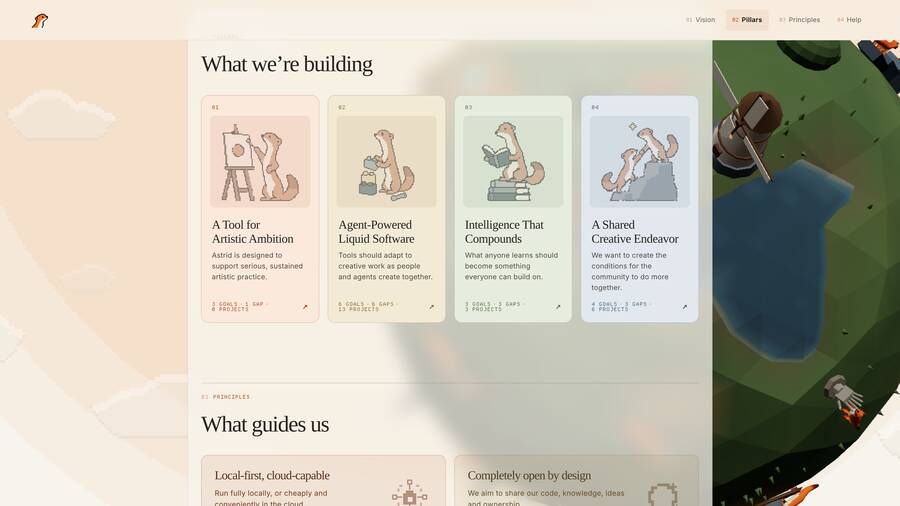 01 Vision
02 Pillars
03 Principles
04 Help
What we're building
01
A Tool for
Artistic Ambition
Astrid is designed to
support serious, sustained
artistic practice.
3 GOALS · 1 GAP ·
0 PROJECTS
↗
02
Agent-Powered
Liquid Software
Tools should adapt to
creative work as people
and agents create together.
6 GOALS · 6 GAPS ·
13 PROJECTS
↗
03
Intelligence That
Compounds
What anyone learns should
become something
everyone can build on.
3 GOALS · 3 GAPS ·
3 PROJECTS
↗
04
A Shared
Creative Endeavor
We want to create the
conditions for the
community to do more
together.
4 GOALS · 3 GAPS ·
6 PROJECTS
↗
03 PRINCIPLES
What guides us
Local-first, cloud-capable
Run fully locally, or cheaply and
conveniently in the cloud
Completely open by design
We aim to share our code, knowledge, ideas
and ownership